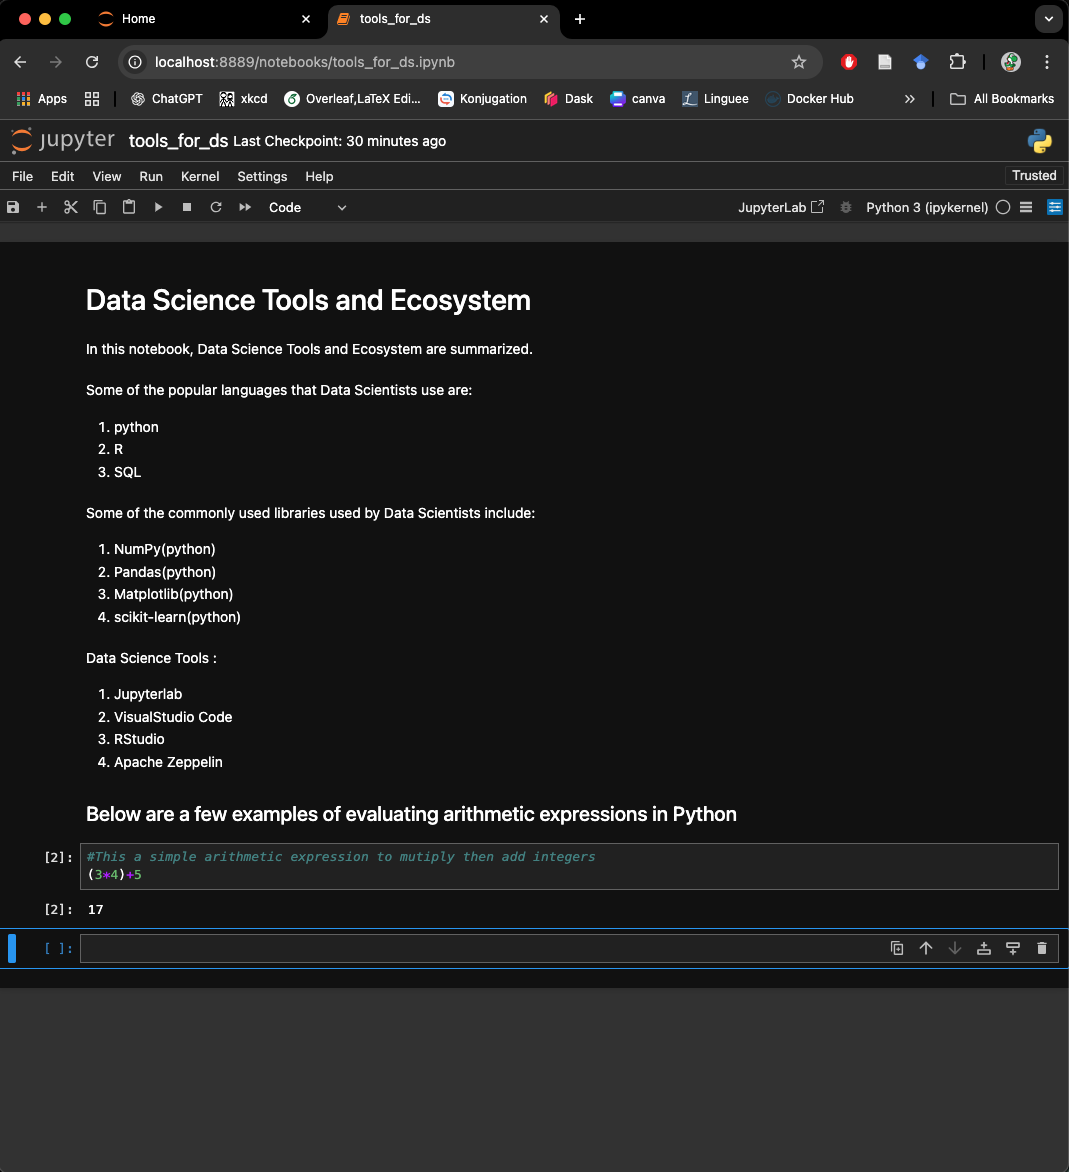 Home
tools_for_ds
localhost:8889/notebooks/tools_for_ds.ipynb
Apps ChatGPT xkcd Overleaf,LaTeX Edi... Konjugation Dask canva Linguee Docker Hub All Bookmarks
jupyter tools_for_ds Last Checkpoint: 30 minutes ago
File Edit View Run Kernel Settings Help Trusted
Code JupyterLab Python 3 (ipykernel)
Data Science Tools and Ecosystem
In this notebook, Data Science Tools and Ecosystem are summarized.
Some of the popular languages that Data Scientists use are:
1. python
2. R
3. SQL
Some of the commonly used libraries used by Data Scientists include:
1. NumPy(python)
2. Pandas(python)
3. Matplotlib(python)
4. scikit-learn(python)
Data Science Tools :
1. Jupyterlab
2. VisualStudio Code
3. RStudio
4. Apache Zeppelin
Below are a few examples of evaluating arithmetic expressions in Python
[2]: #This a simple arithmetic expression to mutiply then add integers
(3*4)+5
[2]: 17
[ ]: